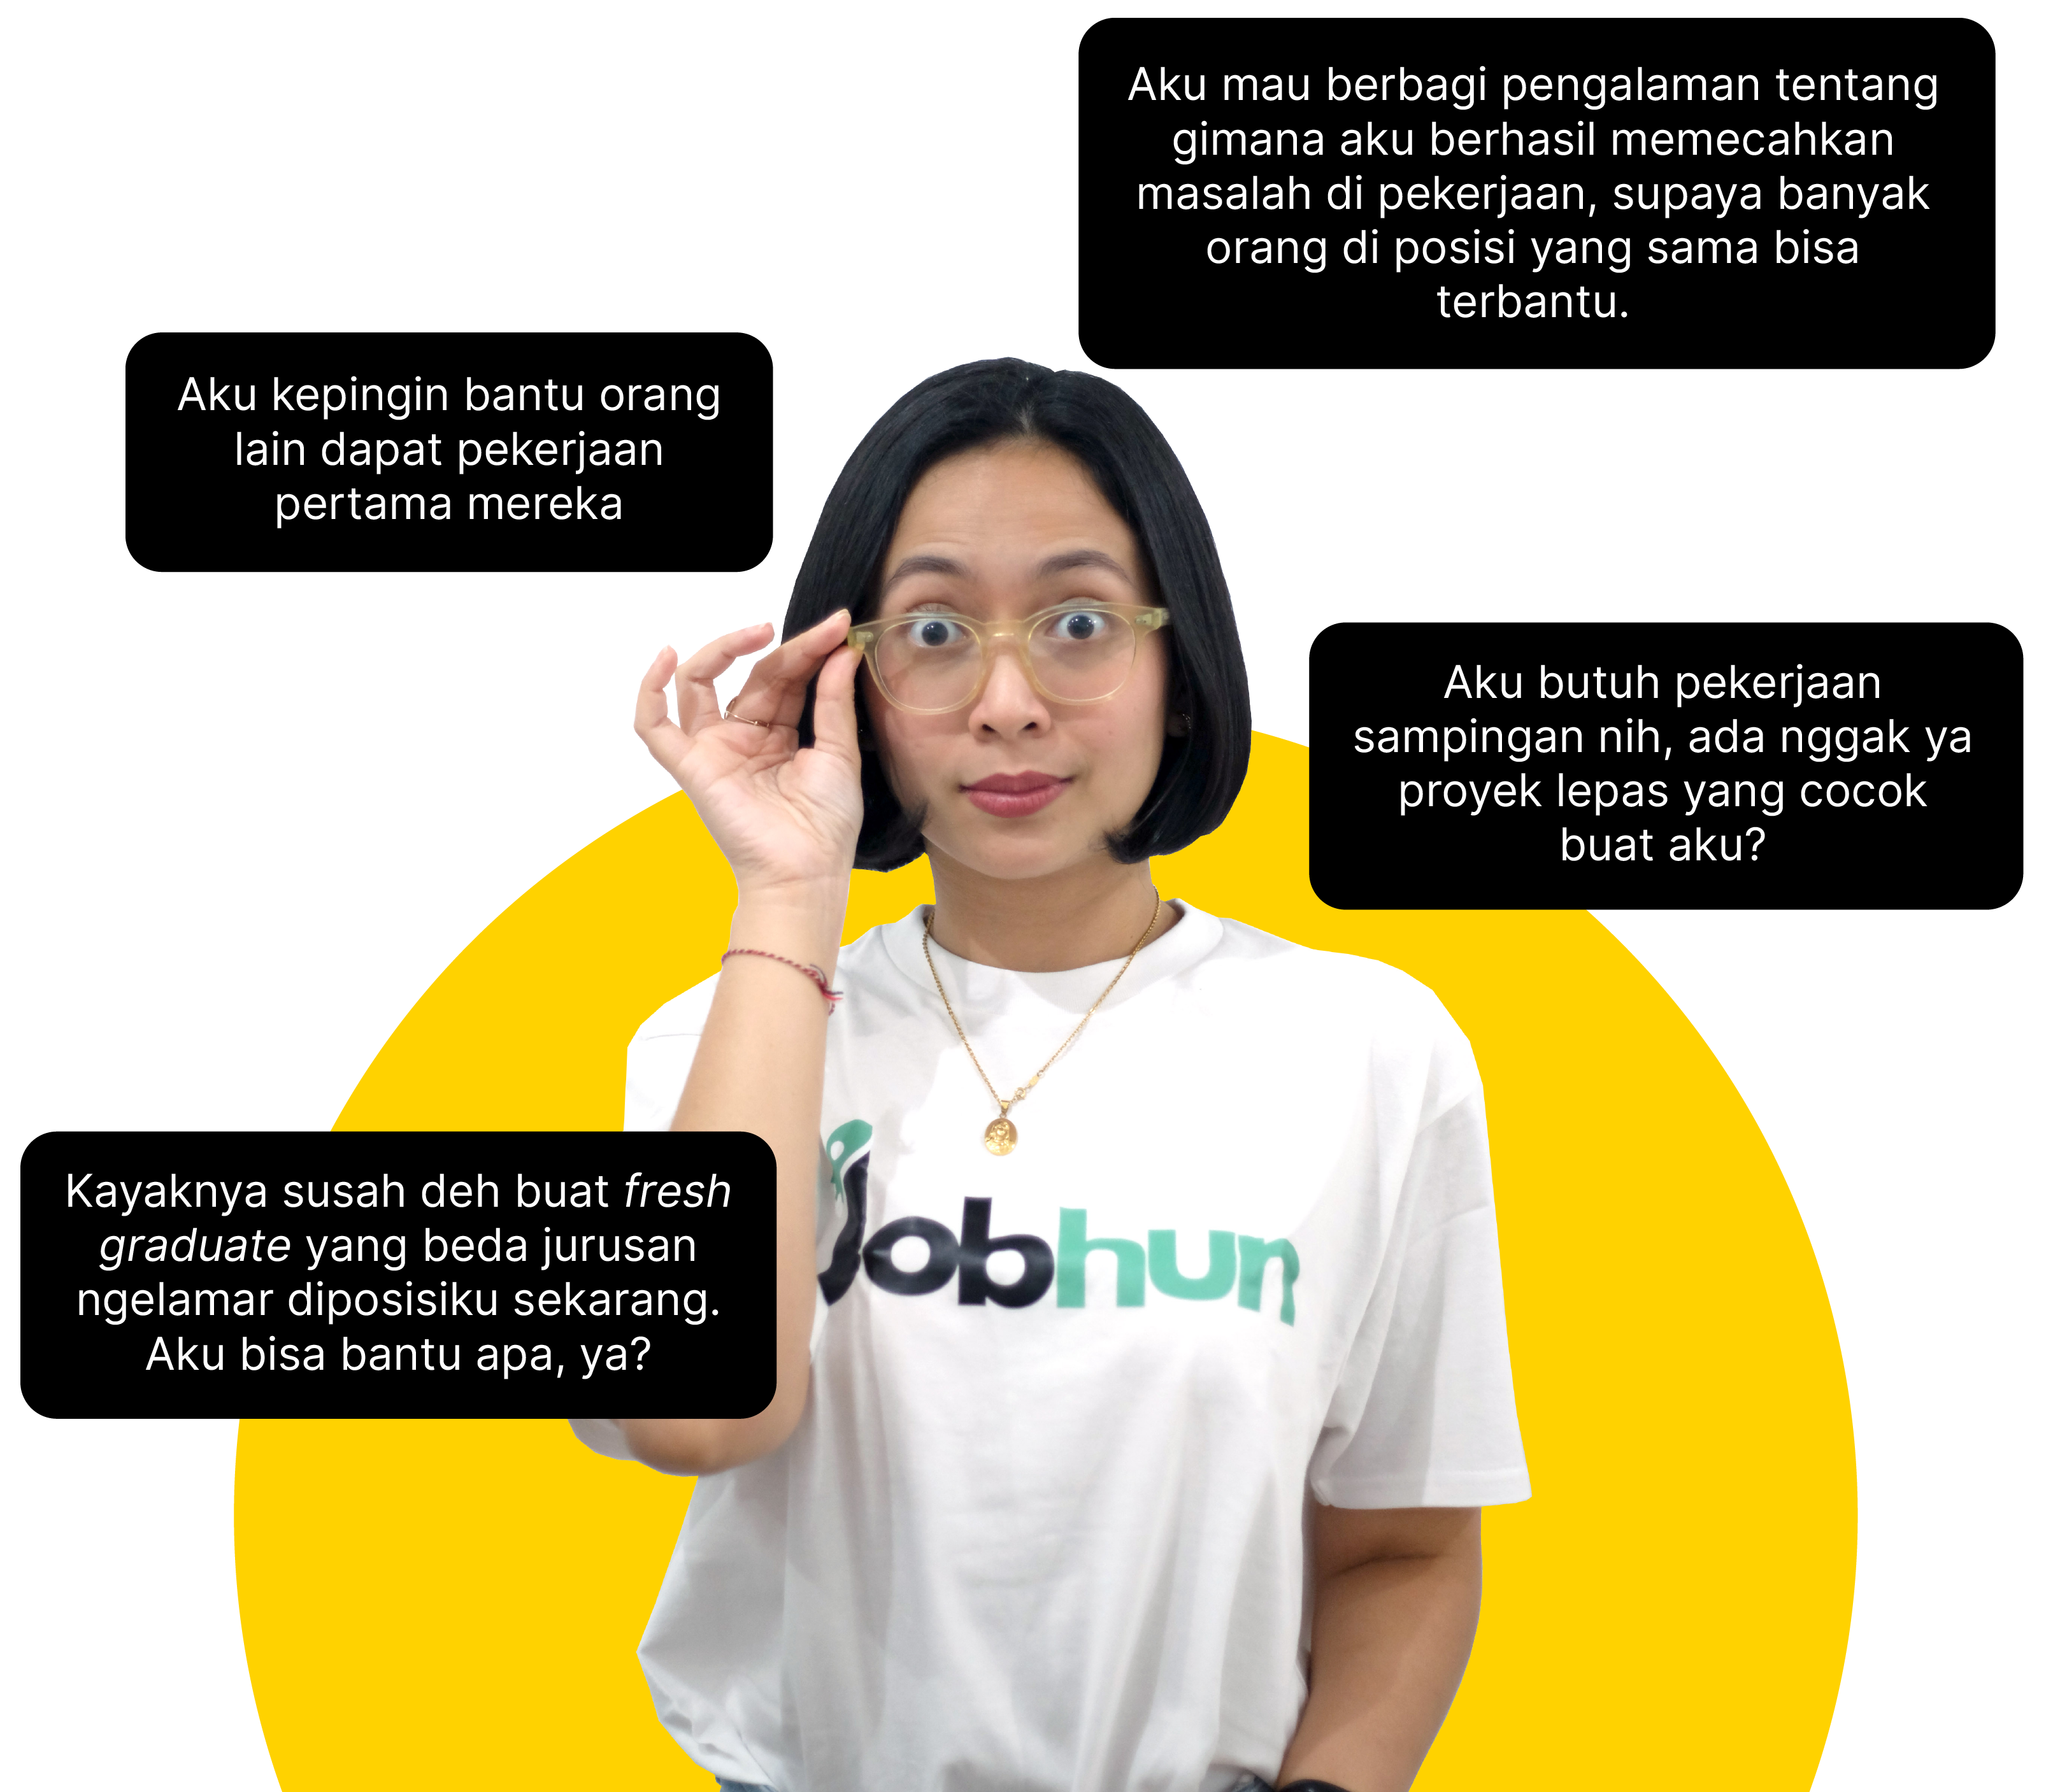 Aku mau berbagi pengalaman tentang
gimana aku berhasil memecahkan
masalah di pekerjaan, supaya banyak
orang di posisi yang sama bisa
terbantu.
Aku kepingin bantu orang
lain dapat pekerjaan
pertama mereka
Aku butuh pekerjaan
sampingan nih, ada nggak ya
proyek lepas yang cocok
buat aku?
Kayaknya susah deh buat fresh
graduate yang beda jurusan
ngelamar diposisiku sekarang.
Aku bisa bantu apa, ya?
Jobhun